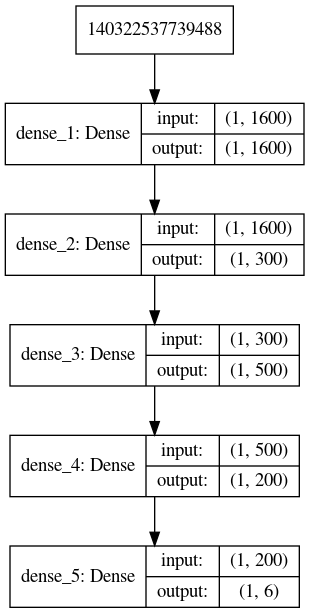 140322537739488
dense_1: Dense
input: (1, 1600)
output: (1, 1600)
dense_2: Dense
input: (1, 1600)
output: (1, 300)
dense_3: Dense
input: (1, 300)
output: (1, 500)
dense_4: Dense
input: (1, 500)
output: (1, 200)
dense_5: Dense
input: (1, 200)
output: (1, 6)